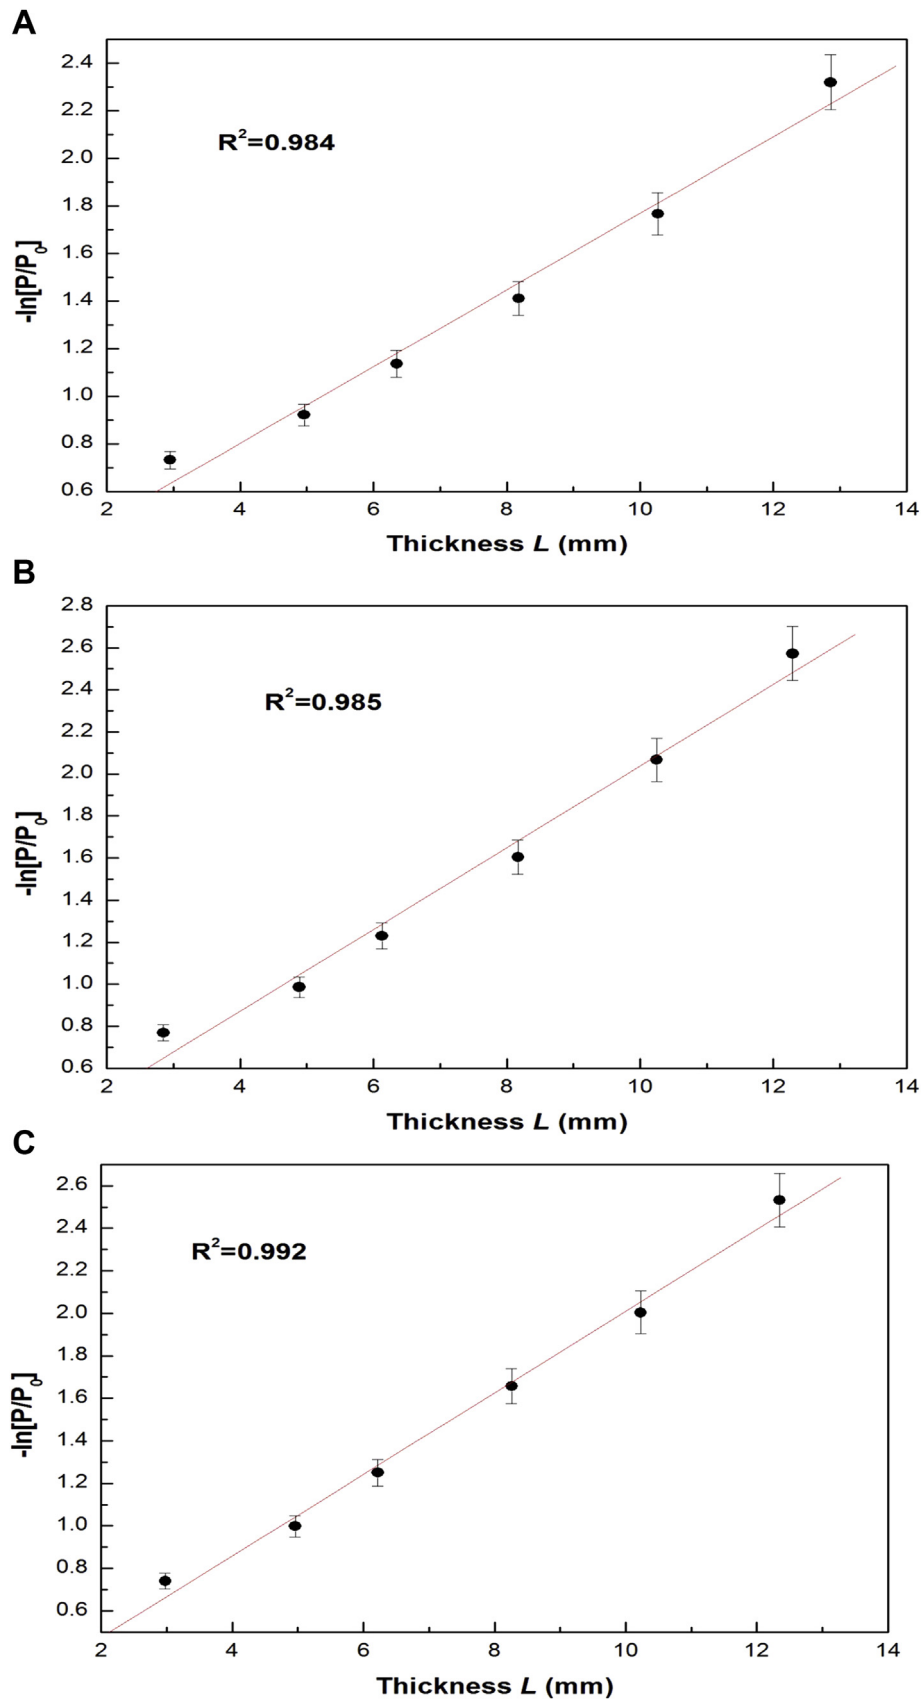 A
2.4
2.2
2.0
1.8
1.6
1.4
1.2
1.0
0.8
0.6
R²=0.984
-ln[P/P₀]
2 4 6 8 10 12 14
Thickness L (mm)
B
2.8
2.6
2.4
2.2
2.0
1.8
1.6
1.4
1.2
1.0
0.8
0.6
R²=0.985
-ln[P/P₀]
2 4 6 8 10 12 14
Thickness L (mm)
C
2.6
2.4
2.2
2.0
1.8
1.6
1.4
1.2
1.0
0.8
0.6
R²=0.992
-ln[P/P₀]
2 4 6 8 10 12 14
Thickness L (mm)